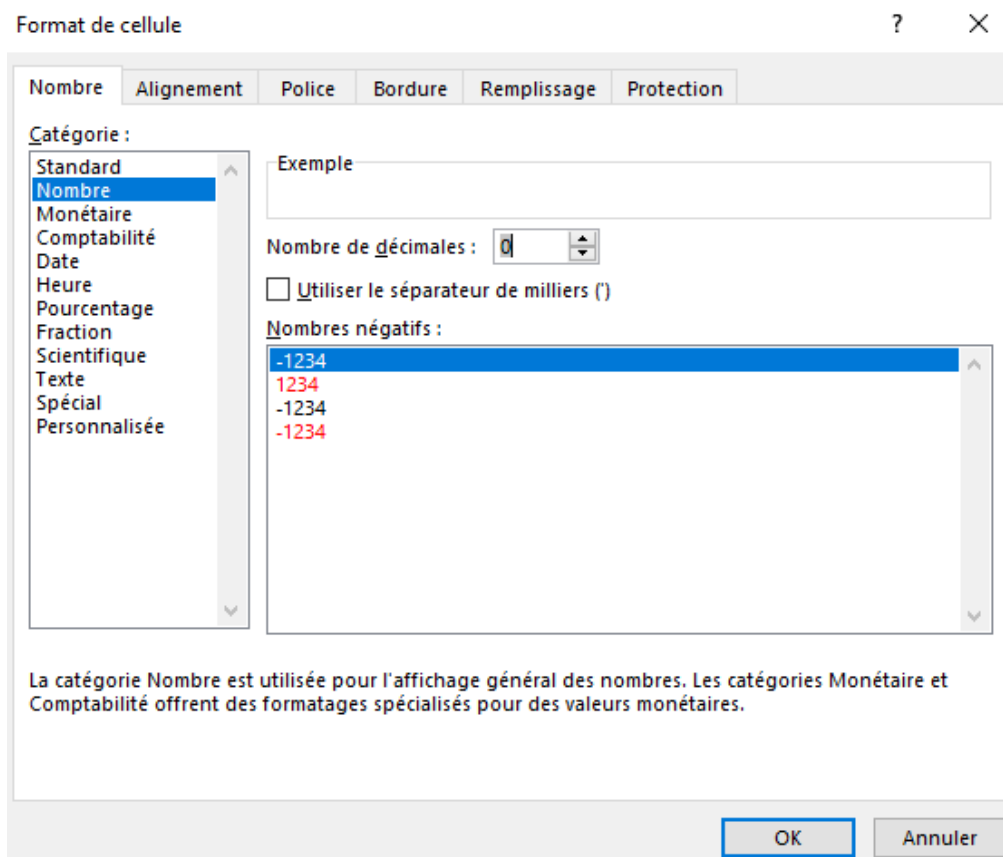 Format de cellule
?
Nombre
Alignement
Police
Bordure
Remplissage
Protection
Catégorie :
Standard
Nombre
Monétaire
Comptabilité
Date
Heure
Pourcentage
Fraction
Scientifique
Texte
Spécial
Personnalisée
Exemple
Nombre de décimales : 0
Utiliser le séparateur de milliers (')
Nombres négatifs :
-1234
1234
-1234
-1234
La catégorie Nombre est utilisée pour l'affichage général des nombres. Les catégories Monétaire et
Comptabilité offrent des formatages spécialisés pour des valeurs monétaires.
OK
Annuler